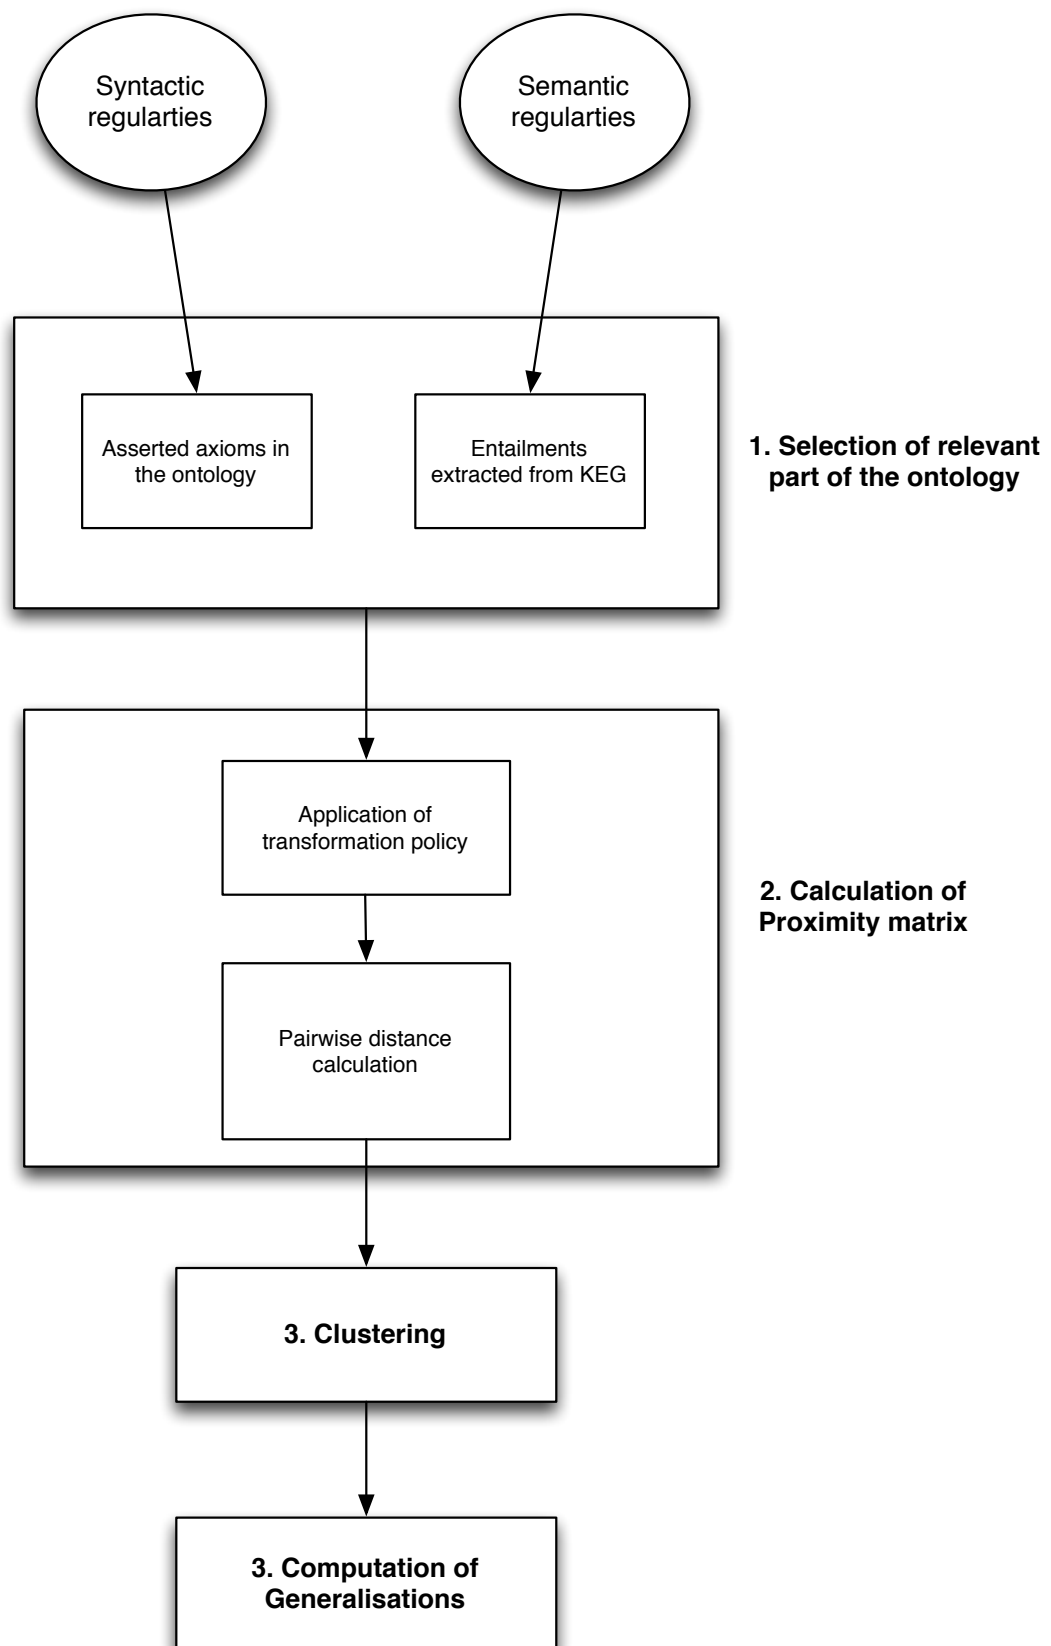 Syntactic
regularties
Semantic
regularties
Asserted axioms in
the ontology
Entailments
extracted from KEG
1. Selection of relevant
part of the ontology
Application of
transformation policy
2. Calculation of
Proximity matrix
Pairwise distance
calculation
3. Clustering
3. Computation of
Generalisations